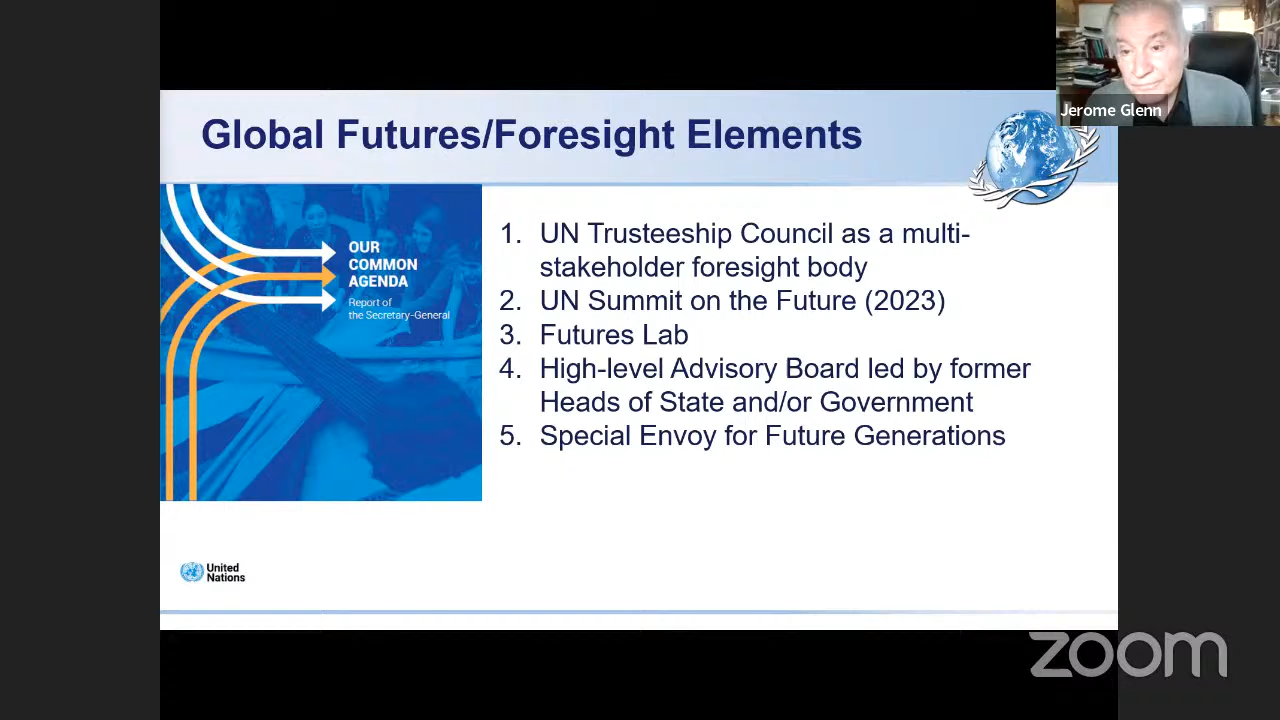 Jerome Glenn
Global Futures/Foresight Elements
OUR
COMMON
AGENDA
Report of
the Secretary-General
1. UN Trusteeship Council as a multi-
stakeholder foresight body
2. UN Summit on the Future (2023)
3. Futures Lab
4. High-level Advisory Board led by former
Heads of State and/or Government
5. Special Envoy for Future Generations
United
Nations
zoom